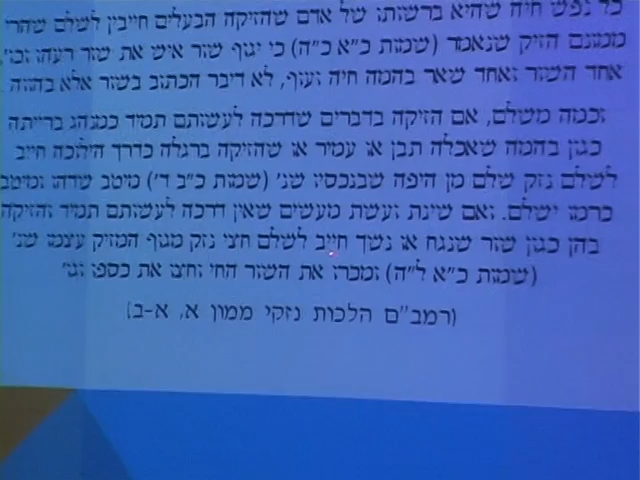 כל נפש חיה שהיא ברשותו של אדם שהזיקה הבעלים חייבין לשלם שהרי
ממונם הזיק שנאמר (שמות כ״א כ״ה) כי יגוף שור איש את שור רעהו וכו׳,
אחד השור ואחד שאר בהמה חיה ועוף, לא דיבר הכתוב בשור אלא בהווה.
וכמה משלם, אם הזיקה בדברים שדרכה לעשותם תמיד כמנהג ברייתה
כגון בהמה שאכלה תבן או עמיר או שהזיקה ברגלה בדרך הילוכה חייב
לשלם נזק שלם מן היפה שבנכסיו שנ׳ (שמות כ״ב ד׳) מיטב שדהו ומיטב
כרמו ישלם. ואם שינת ועשת מעשים שאין דרכה לעשותם תמיד והזיקה
בהן כגון שור שנגח או נשך חייב לשלם חצי נזק מגוף המזיק עצמו שנ׳
(שמות כ״א ל״ה) ומכרו את השור החי וחצו את כספו וגו׳
(רמב״ם הלכות נזקי ממון א, א-ב)